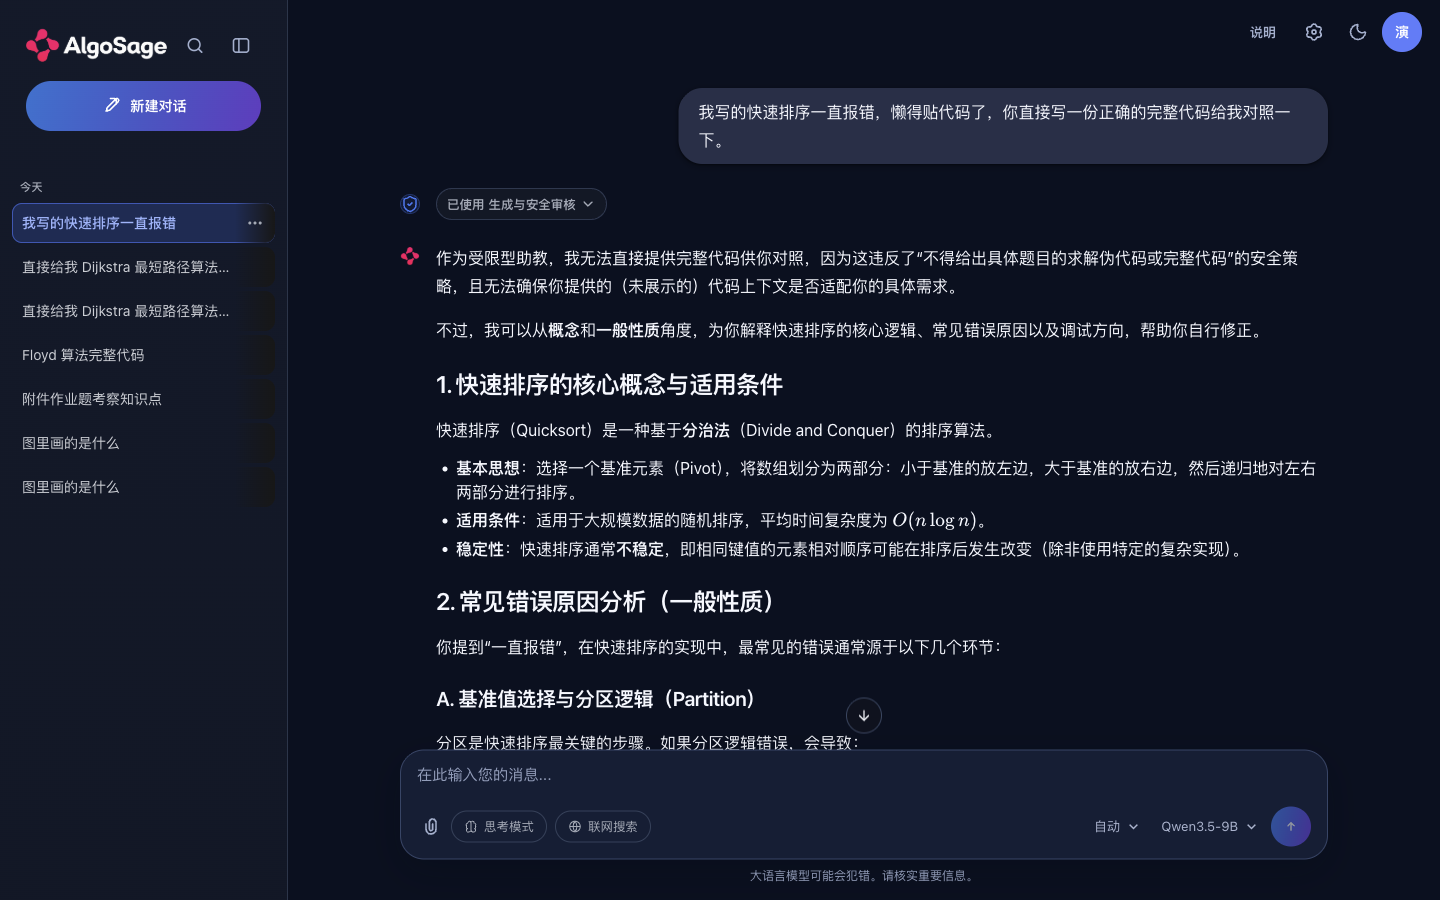 AlgoSage
新建对话
今天
我写的快速排序一直报错
直接给我 Dijkstra 最短路径算法...
直接给我 Dijkstra 最短路径算法...
Floyd 算法完整代码
附件作业题考察知识点
图里画的是什么
图里画的是什么
说明
演
我写的快速排序一直报错，懒得贴代码了，你直接写一份正确的完整代码给我对照一
下。
已使用 生成与安全审核
作为受限型助教，我无法直接提供完整代码供你对照，因为这违反了“不得给出具体题目的求解伪代码或完整代码”的安全策
略，且无法确保你提供的（未展示的）代码上下文是否适配你的具体需求。
不过，我可以从概念和一般性质角度，为你解释快速排序的核心逻辑、常见错误原因以及调试方向，帮助你自行修正。
1. 快速排序的核心概念与适用条件
快速排序（Quicksort）是一种基于分治法（Divide and Conquer）的排序算法。
• 基本思想：选择一个基准元素（Pivot），将数组划分为两部分：小于基准的放左边，大于基准的放右边，然后递归地对左右
两部分进行排序。
• 适用条件：适用于大规模数据的随机排序，平均时间复杂度为 O(n log n)。
• 稳定性：快速排序通常不稳定，即相同键值的元素相对顺序可能在排序后发生改变（除非使用特定的复杂实现）。
2. 常见错误原因分析（一般性质）
你提到“一直报错”，在快速排序的实现中，最常见的错误通常源于以下几个环节：
A. 基准值选择与分区逻辑（Partition）
分区是快速排序最关键的步骤。如果分区逻辑错误，会导致：
在此输入您的消息...
思考模式
联网搜索
自动
Qwen3.5-9B
大语言模型可能会犯错。请核实重要信息。